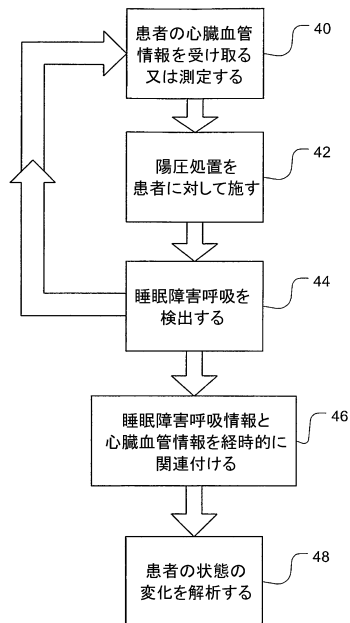 患者の心臓血管
情報を受け取る
又は測定する
40
陽圧処置を
患者に対して施す
42
睡眠障害呼吸を
検出する
44
睡眠障害呼吸情報と
心臓血管情報を経時的に
関連付ける
46
患者の状態の
変化を解析する
48